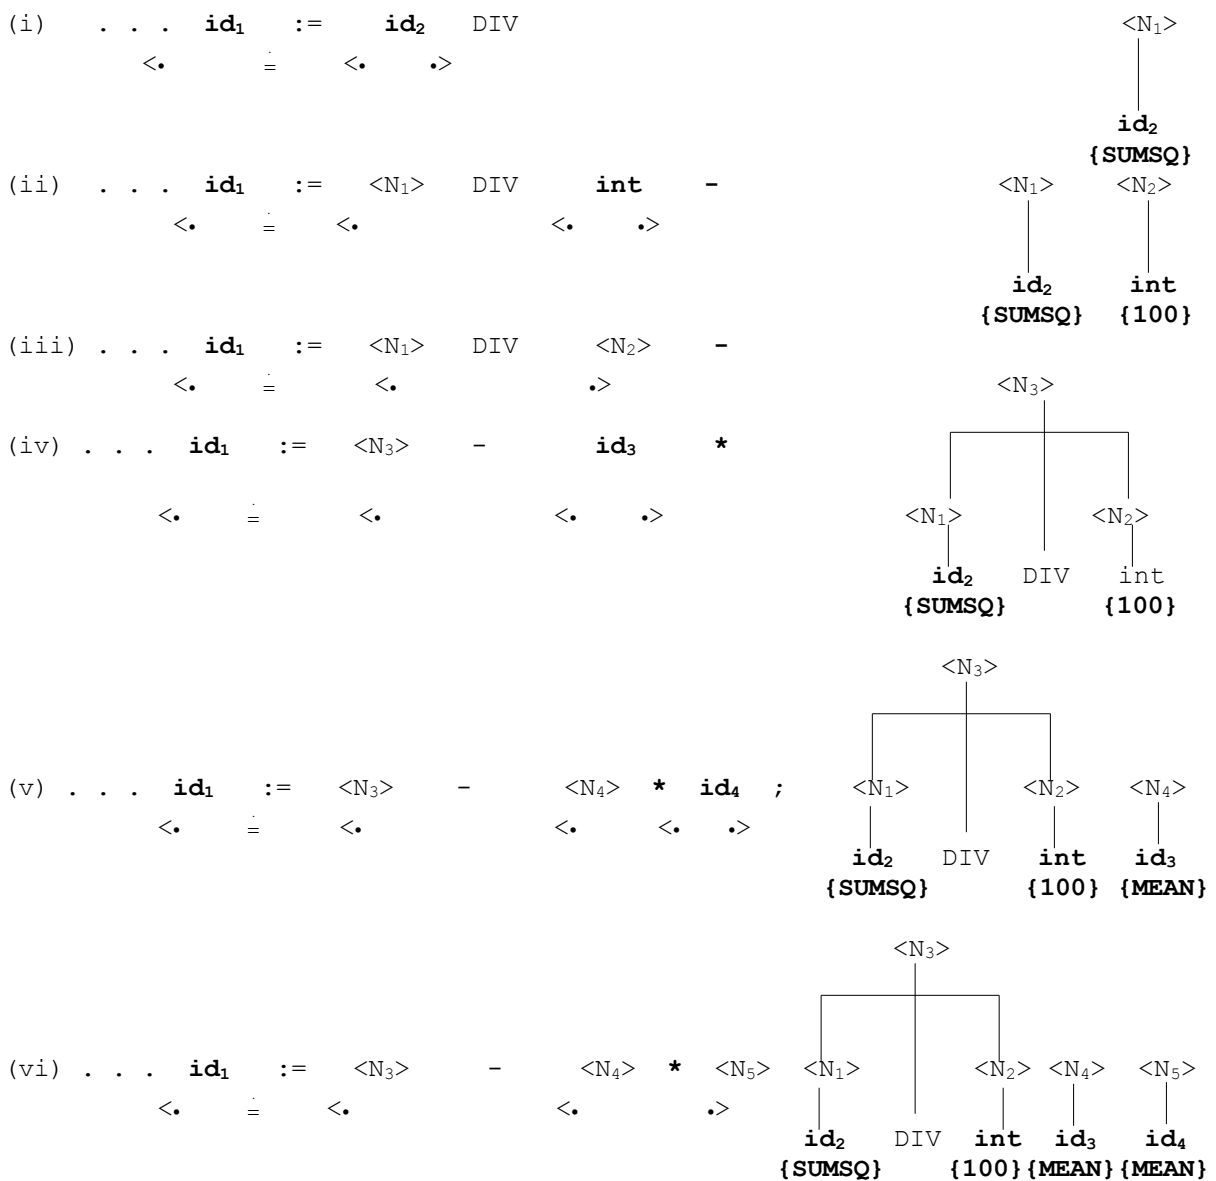 (i) . . . id₁ := id₂ DIV <N₁>
<• ≐ <• •>
id₂
{SUMSQ}
(ii) . . . id₁ := <N₁> DIV int - <N₁> <N₂>
<• ≐ <• <• •>
id₂ int
{SUMSQ} {100}
(iii) . . . id₁ := <N₁> DIV <N₂> -
<• ≐ <• •> <N₃>
(iv) . . . id₁ := <N₃> - id₃ *
<• ≐ <• <• •> <N₁> <N₂>
id₂ DIV int
{SUMSQ} {100}
<N₃>
(v) . . . id₁ := <N₃> - <N₄> * id₄ ; <N₁> <N₂> <N₄>
<• ≐ <• <• <• •>
id₂ DIV int id₃
{SUMSQ} {100} {MEAN}
<N₃>
(vi) . . . id₁ := <N₃> - <N₄> * <N₅> <N₁> <N₂> <N₄> <N₅>
<• ≐ <• <• •>
id₂ DIV int id₃ id₄
{SUMSQ} {100} {MEAN} {MEAN}